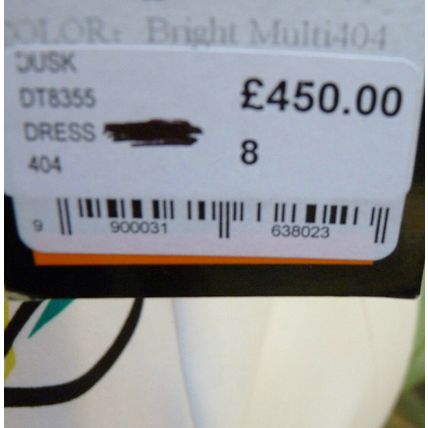 COLOR: Bright Multi404
DUSK
DT8355 £450.00
DRESS
404 8
9 900031 638023